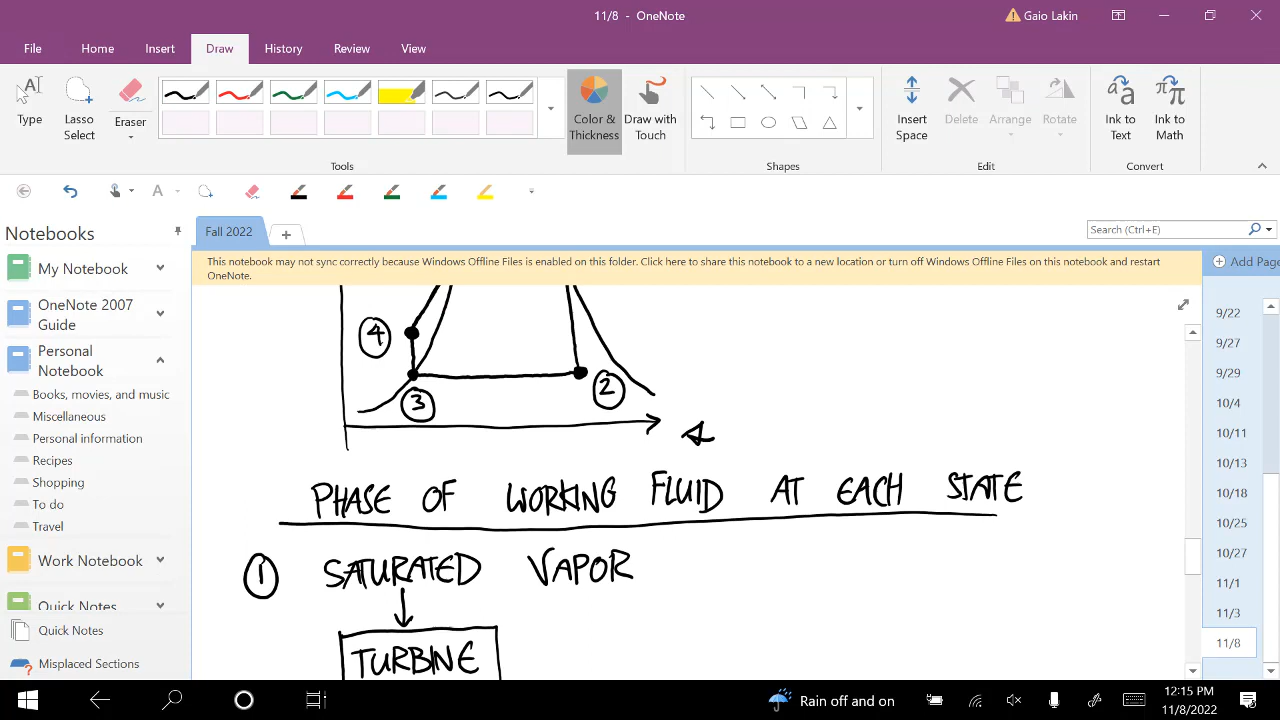 11/8 - OneNote
Gaio Lakin
File Home Insert Draw History Review View
Type
Lasso Select
Eraser
Color & Thickness
Draw with Touch
Insert Space
Delete
Arrange
Rotate
Ink to Text
Ink to Math
Tools
Shapes
Edit
Convert
Notebooks
Fall 2022
Search (Ctrl+E)
This notebook may not sync correctly because Windows Offline Files is enabled on this folder. Click here to share this notebook to a new location or turn off Windows Offline Files on this notebook and restart
OneNote.
Add Page
My Notebook
OneNote 2007
Guide
Personal
Notebook
Books, movies, and music
Miscellaneous
Personal information
Recipes
Shopping
To do
Travel
Work Notebook
Quick Notes
Quick Notes
Misplaced Sections
4
3
2
PHASE OF WORKING FLUID AT EACH STATE
1 SATURATED VAPOR
TURBINE
9/22
9/27
9/29
10/4
10/11
10/13
10/18
10/25
10/27
11/1
11/3
11/8
Rain off and on
12:15 PM
11/8/2022